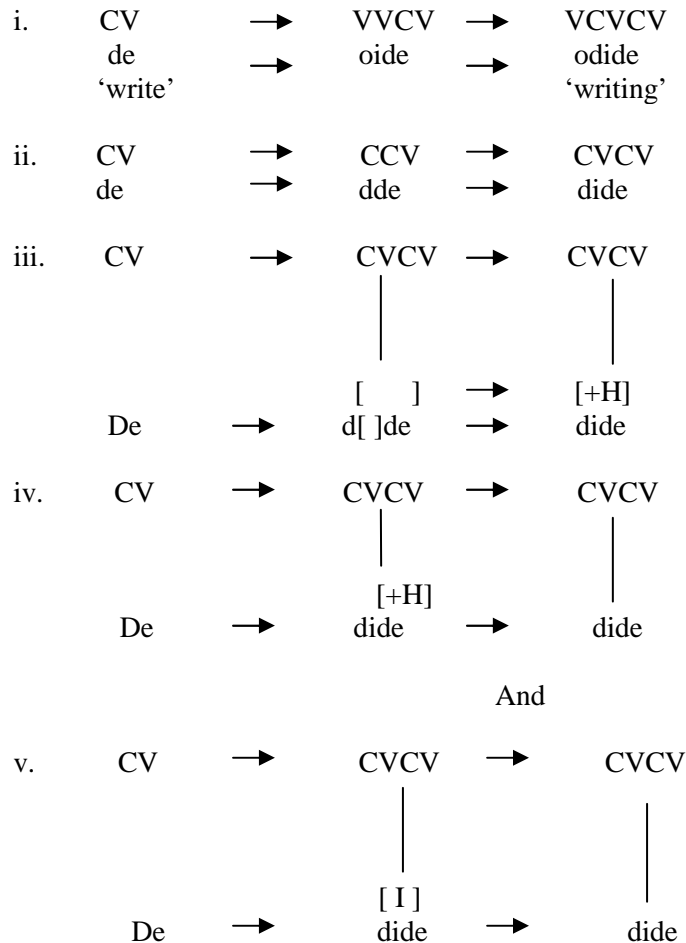 i. CV → VVCV → VCVCV
de → oide → odide
‘write’ ‘writing’
ii. CV → CCV → CVCV
de → dde → dide
iii. CV → CVCV → CVCV
[ ] → [+H]
De → d[ ]de → dide
iv. CV → CVCV → CVCV
[+H]
De → dide → dide
And
v. CV → CVCV → CVCV
[ I ]
De → dide → dide